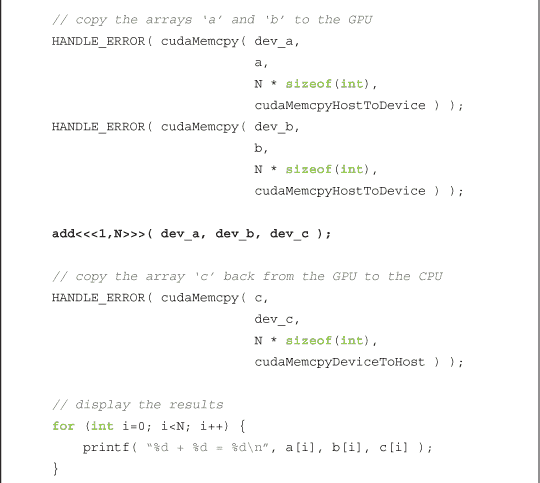 // copy the arrays ‘a’ and ‘b’ to the GPU
HANDLE_ERROR( cudaMemcpy( dev_a,
a,
N * sizeof(int),
cudaMemcpyHostToDevice ) );
HANDLE_ERROR( cudaMemcpy( dev_b,
b,
N * sizeof(int),
cudaMemcpyHostToDevice ) );
add<<<1,N>>>( dev_a, dev_b, dev_c );
// copy the array ‘c’ back from the GPU to the CPU
HANDLE_ERROR( cudaMemcpy( c,
dev_c,
N * sizeof(int),
cudaMemcpyDeviceToHost ) );
// display the results
for (int i=0; i<N; i++) {
printf( “%d + %d = %d\n”, a[i], b[i], c[i] );
}